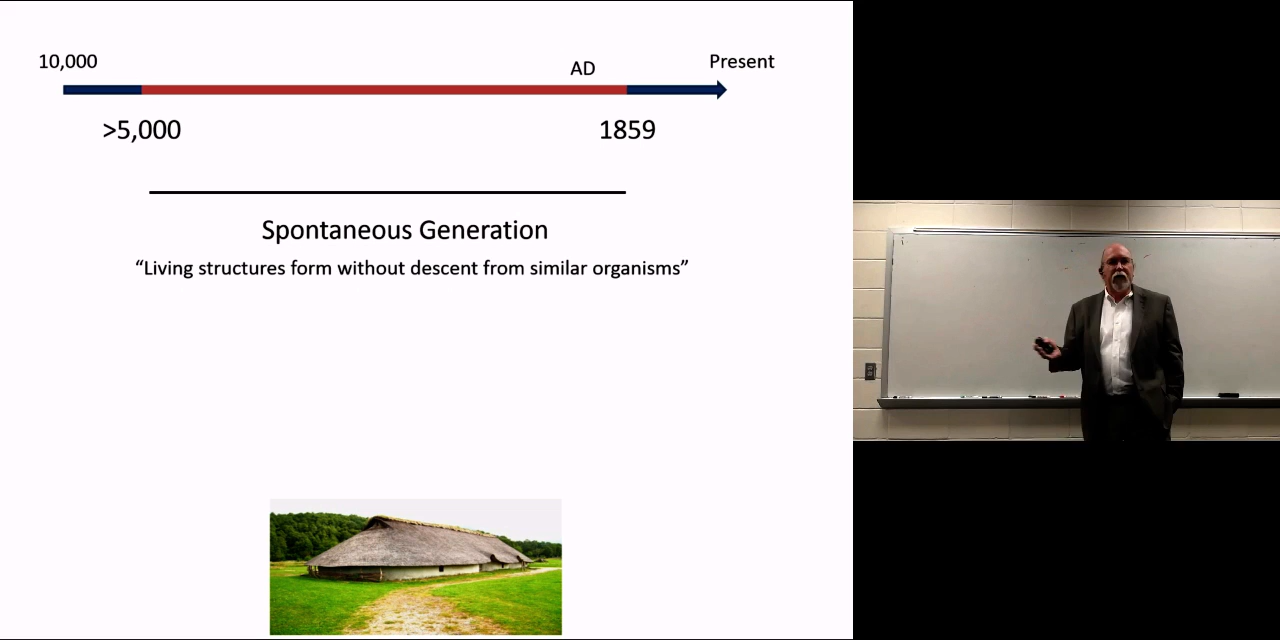 10,000
AD
Present
>5,000
1859
Spontaneous Generation
“Living structures form without descent from similar organisms”